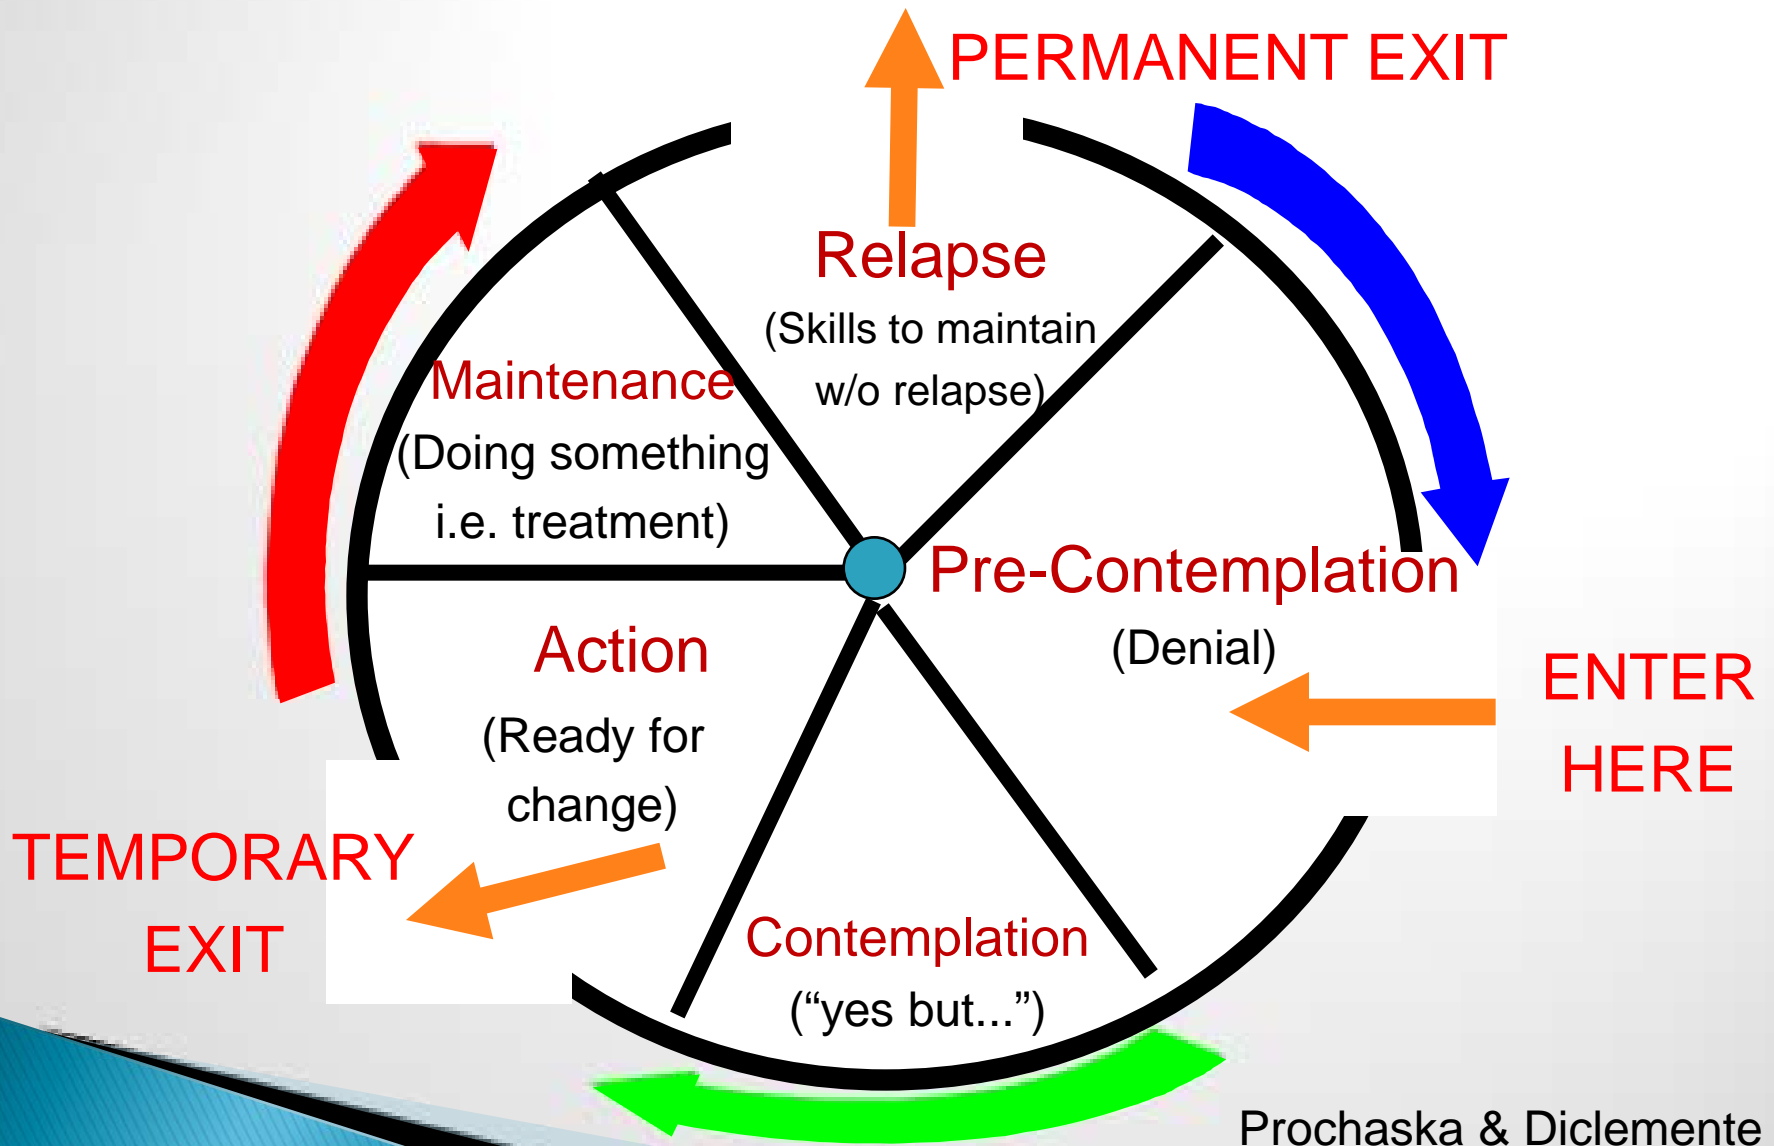 PERMANENT EXIT
Relapse
(Skills to maintain
w/o relapse)
Maintenance
(Doing something
i.e. treatment)
Pre-Contemplation
(Denial)
ENTER
HERE
Action
(Ready for
change)
TEMPORARY
EXIT
Contemplation
(“yes but...”)
Prochaska & Diclemente